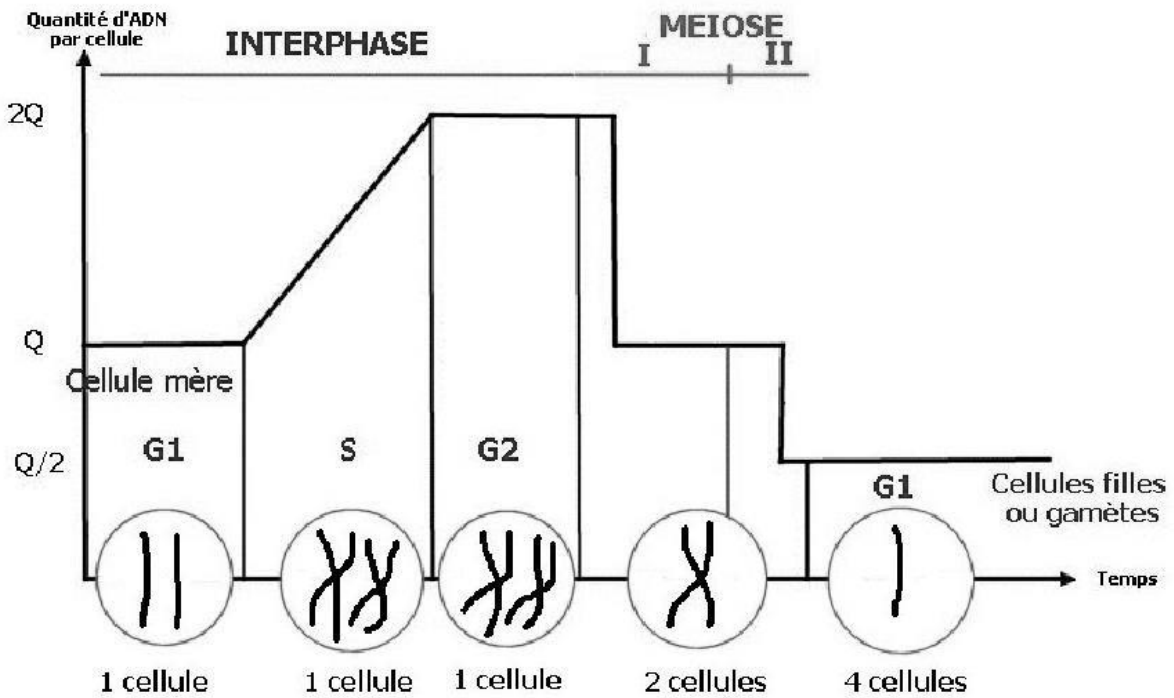 Quantité d'ADN
par cellule
INTERPHASE
MEIOSE
I
II
2Q
Q
Cellule mère
Q/2
G1
S
G2
G1
Cellules filles
ou gamètes
Temps
1 cellule
1 cellule
1 cellule
2 cellules
4 cellules